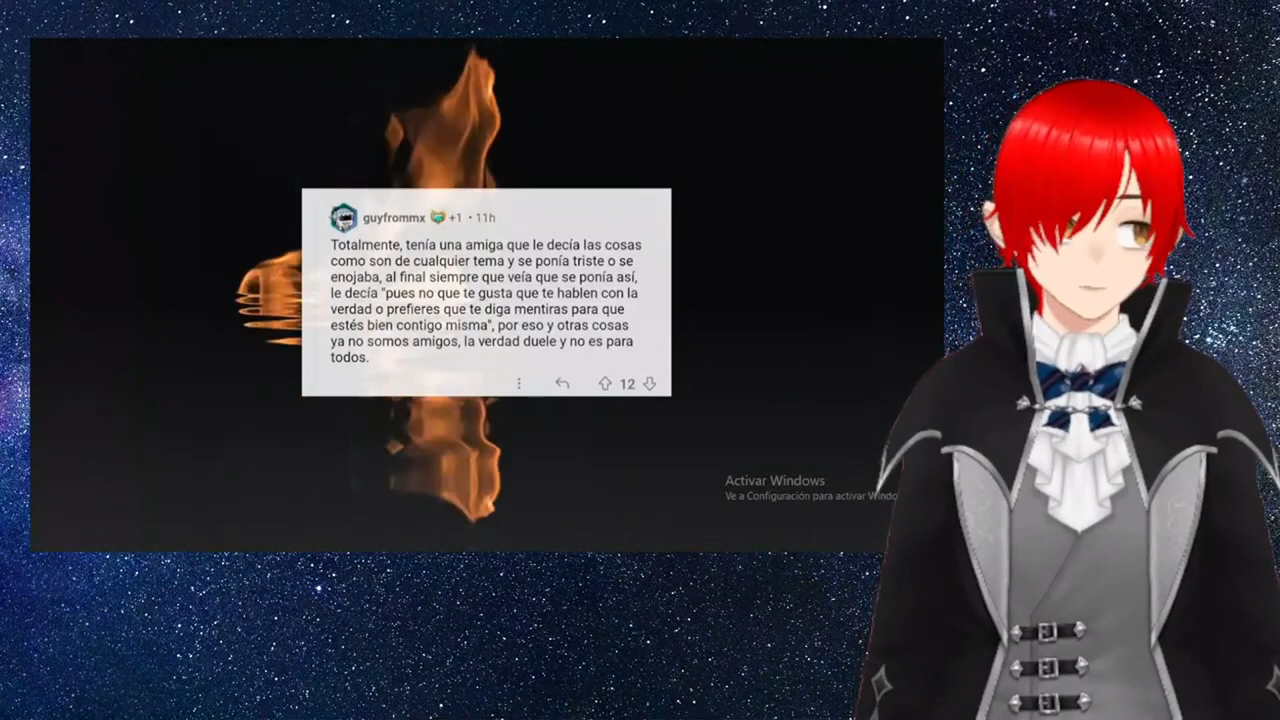 guyfrommx +1 • 11h
Totalmente, tenía una amiga que le decía las cosas
como son de cualquier tema y se ponía triste o se
enojaba, al final siempre que veía que se ponía así,
le decía "pues no que te gusta que te hablen con la
verdad o prefieres que te diga mentiras para que
estés bien contigo misma", por eso y otras cosas
ya no somos amigos, la verdad duele y no es para
todos.
12
Activar Windows
Ve a Configuración para activar Windo